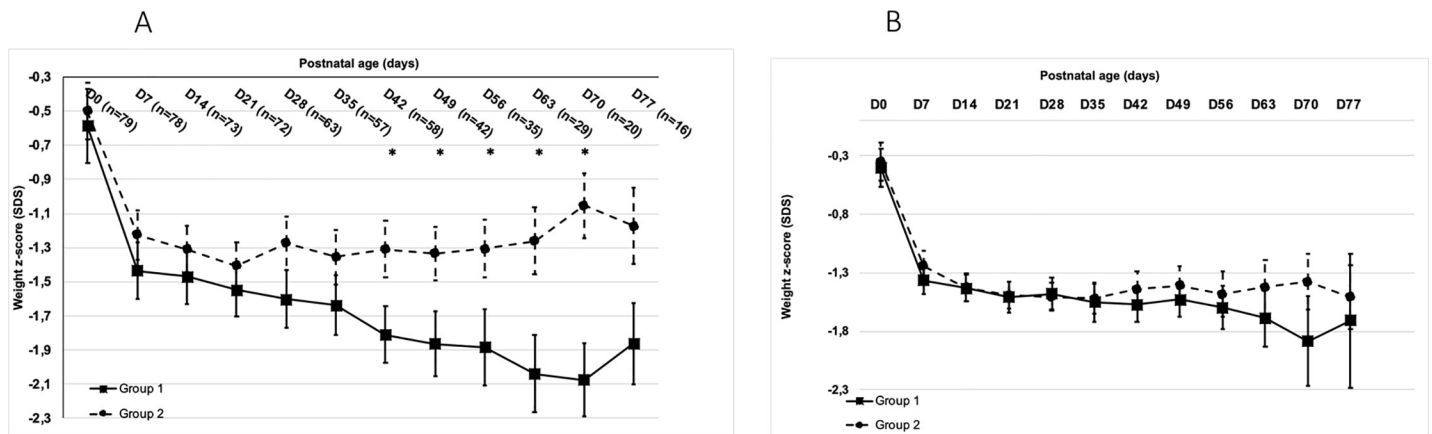 A
Postnatal age (days)
D0 (n=79)
D7 (n=78)
D14 (n=73)
D21 (n=72)
D28 (n=63)
D35 (n=57)
D42 (n=58)
D49 (n=42)
D56 (n=35)
D63 (n=29)
D70 (n=20)
D77 (n=16)
* * * * *
Weight z-score (SDS)
-0,3
-0,5
-0,7
-0,9
-1,1
-1,3
-1,5
-1,7
-1,9
-2,1
-2,3
Group 1
Group 2
B
Postnatal age (days)
D0 D7 D14 D21 D28 D35 D42 D49 D56 D63 D70 D77
Weight z-score (SDS)
-0,3
-0,8
-1,3
-1,8
-2,3
Group 1
Group 2